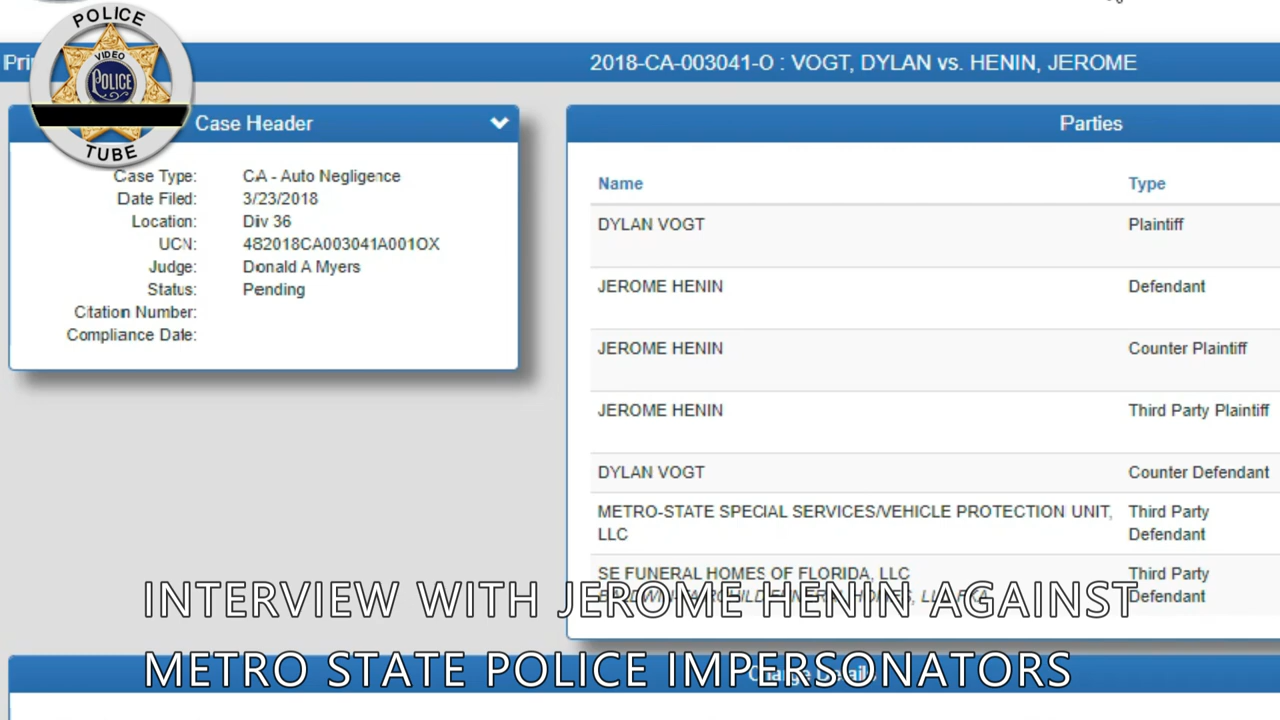 POLICE
VIDEO
POLICE
TUBE
Pri
2018-CA-003041-O : VOGT, DYLAN vs. HENIN, JEROME
Case Header
Case Type: CA - Auto Negligence
Date Filed: 3/23/2018
Location: Div 36
UCN: 482018CA003041A001OX
Judge: Donald A Myers
Status: Pending
Citation Number:
Compliance Date:
Parties
Name Type
DYLAN VOGT Plaintiff
JEROME HENIN Defendant
JEROME HENIN Counter Plaintiff
JEROME HENIN Third Party Plaintiff
DYLAN VOGT Counter Defendant
METRO-STATE SPECIAL SERVICES/VEHICLE PROTECTION UNIT, Third Party
LLC Defendant
SE FUNERAL HOMES OF FLORIDA, LLC Third Party
Defendant
INTERVIEW WITH JEROME HENIN AGAINST
METRO STATE POLICE IMPERSONATORS